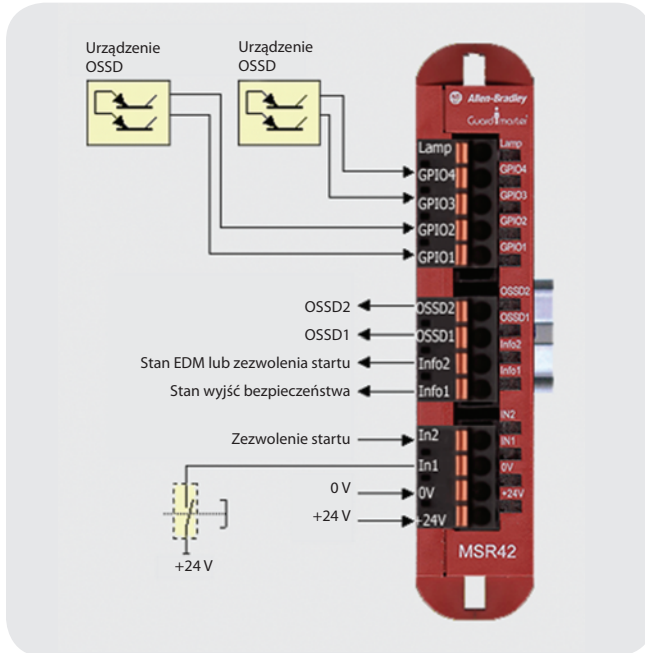 Urządzenie OSSD
Urządzenie OSSD
Allen-Bradley
Guardmaster
Lamp
GPIO4
GPIO3
GPIO2
GPIO1
Lamp
GPIO4
GPIO3
GPIO2
GPIO1
OSSD2
OSSD1
Stan EDM lub zezwolenia startu
Stan wyjść bezpieczeństwa
OSSD2
OSSD1
Info2
Info1
OSSD2
OSSD1
Info2
Info1
Zezwolenie startu
0 V
+24 V
+24 V
In2
In1
0V
+24V
IN2
IN1
0V
+24V
MSR42